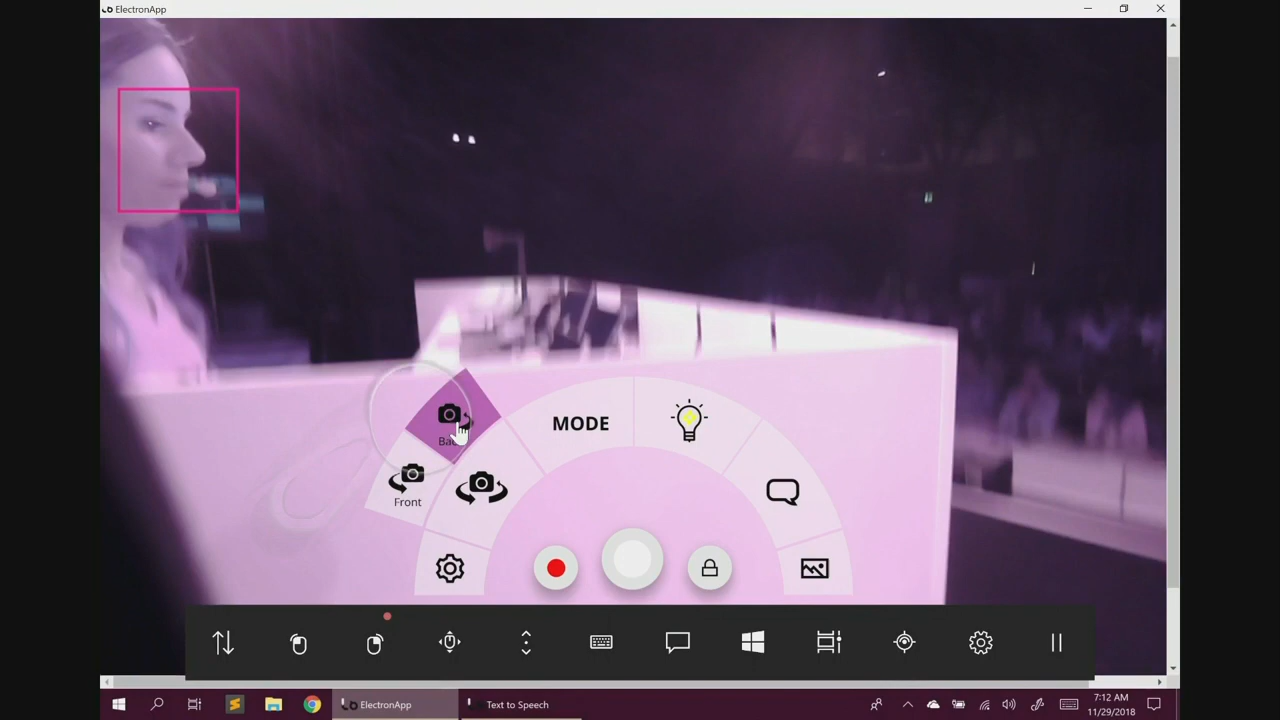 ElectronApp
MODE
Front
ElectronApp
Text to Speech
7:12 AM
11/29/2018